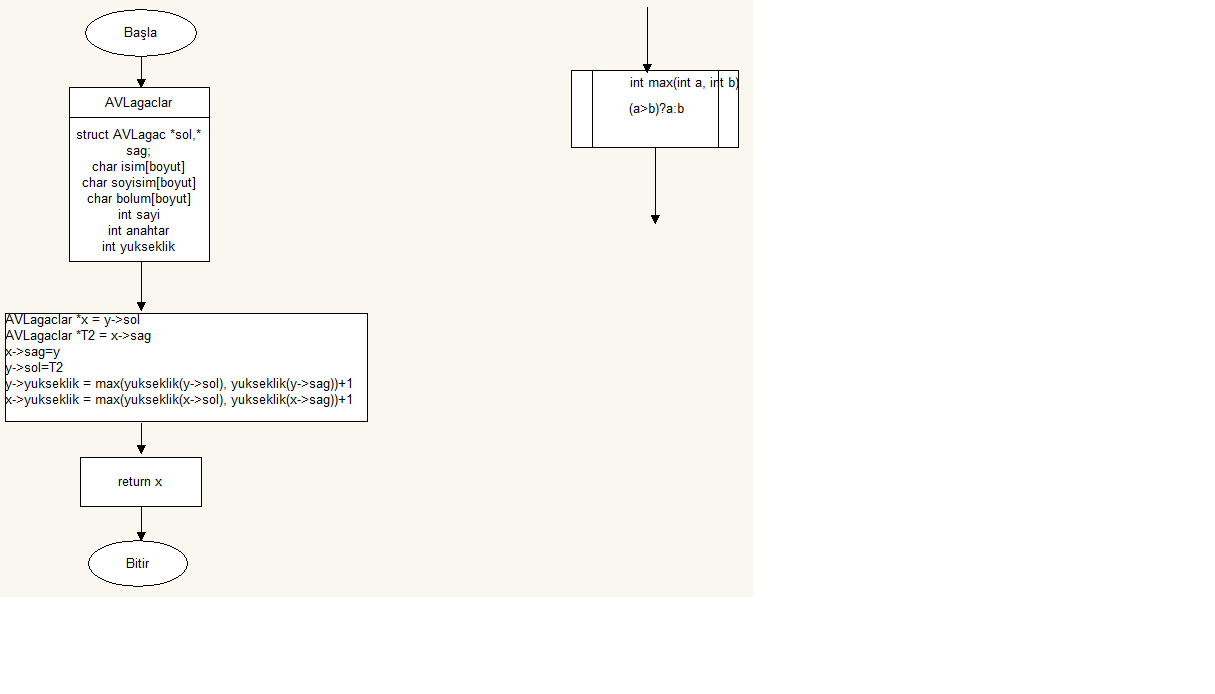 Başla
AVLagaclar
struct AVLagac *sol,*
sag;
char isim[boyut]
char soyisim[boyut]
char bolum[boyut]
int sayi
int anahtar
int yukseklik
AVLagaclar *x = y->sol
AVLagaclar *T2 = x->sag
x->sag=y
y->sol=T2
y->yukseklik = max(yukseklik(y->sol), yukseklik(y->sag))+1
x->yukseklik = max(yukseklik(x->sol), yukseklik(x->sag))+1
return x
Bitir
int max(int a, int b)
(a>b)?a:b